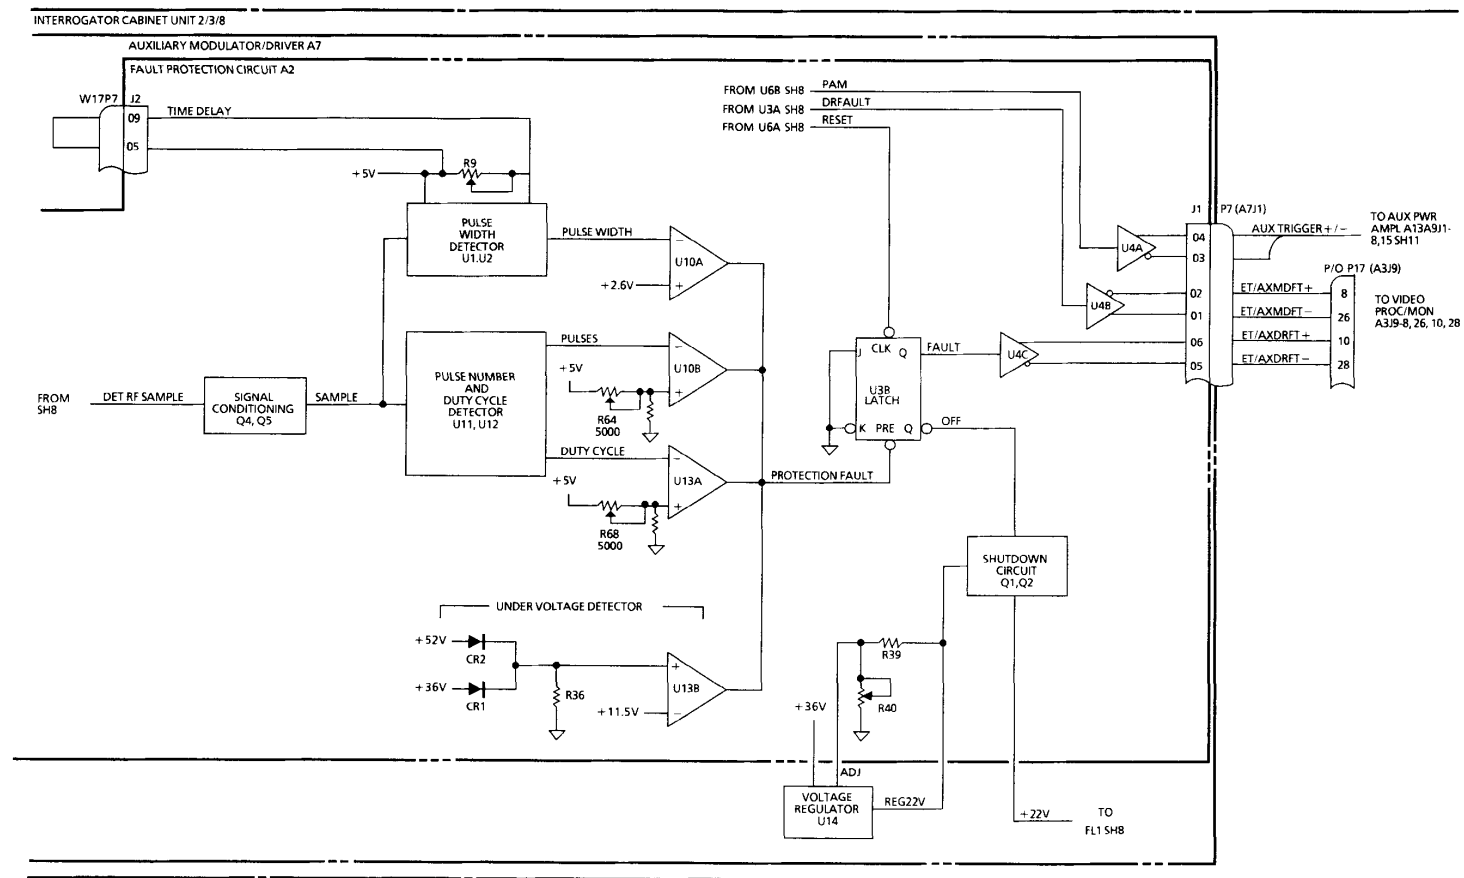 INTERROGATOR CABINET UNIT 2/3/8
AUXILIARY MODULATOR/DRIVER A7
FAULT PROTECTION CIRCUIT A2
W17P7
J2
09
TIME DELAY
05
R9
+5V
PULSE
WIDTH
DETECTOR
U1.U2
PULSE WIDTH
−
U10A
+2.6V
+
FROM U6B SH8
PAM
FROM U3A SH8
DRFAULT
FROM U6A SH8
RESET
J1
P7 (A7J1)
U4A
04
03
AUX TRIGGER +/−
TO AUX PWR
AMPL A13A9J1-
8,15 SH11
P/O P17 (A3J9)
U4B
02
ET/AXMDFT+
8
01
ET/AXMDFT−
26
06
ET/AXDRFT+
10
05
ET/AXDRFT−
28
TO VIDEO
PROC/MON
A3J9-8, 26, 10, 28
PULSES
−
U10B
+
+5V
R64
5000
PULSE NUMBER
AND
DUTY CYCLE
DETECTOR
U11, U12
FROM
SH8
DET RF SAMPLE
SIGNAL
CONDITIONING
Q4, Q5
SAMPLE
DUTY CYCLE
−
U13A
+
+5V
R68
5000
J
CLK
Q
U3B
LATCH
K
PRE
Q
FAULT
U4C
OFF
PROTECTION FAULT
SHUTDOWN
CIRCUIT
Q1,Q2
UNDER VOLTAGE DETECTOR
+52V
CR2
+36V
CR1
R36
+
U13B
+11.5V
−
R39
R40
+36V
ADJ
VOLTAGE
REGULATOR
U14
REG22V
+22V
TO
FL1 SH8